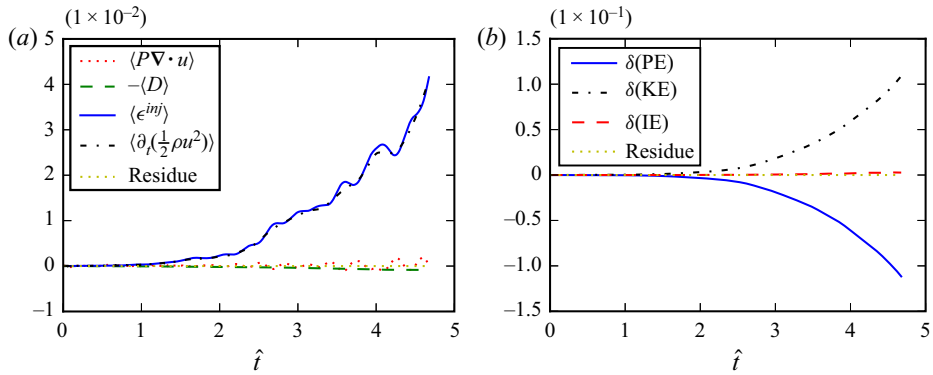 (1 × 10⁻²)
(a)
5
4
3
2
1
0
−1
⟨P∇· u⟩
−⟨D⟩
⟨ϵ^{inj}⟩
⟨∂_t(½ρu²)⟩
Residue
0 1 2 3 4 5
t̂
(1 × 10⁻¹)
(b)
1.5
1.0
0.5
0
−0.5
−1.0
−1.5
δ(PE)
δ(KE)
δ(IE)
Residue
0 1 2 3 4 5
t̂